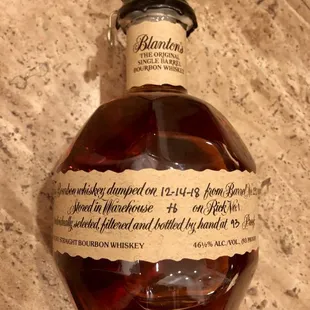 Blanton's
THE ORIGINAL
SINGLE BARREL
BOURBON WHISKEY
Bourbon whiskey dumped on 12-14-18 from Barrel No.
Stored in Warehouse H on Rick No. 1
Individually selected, filtered and bottled by hand at 93
STRAIGHT BOURBON WHISKEY 46½% ALC./VOL. (93 PROOF)